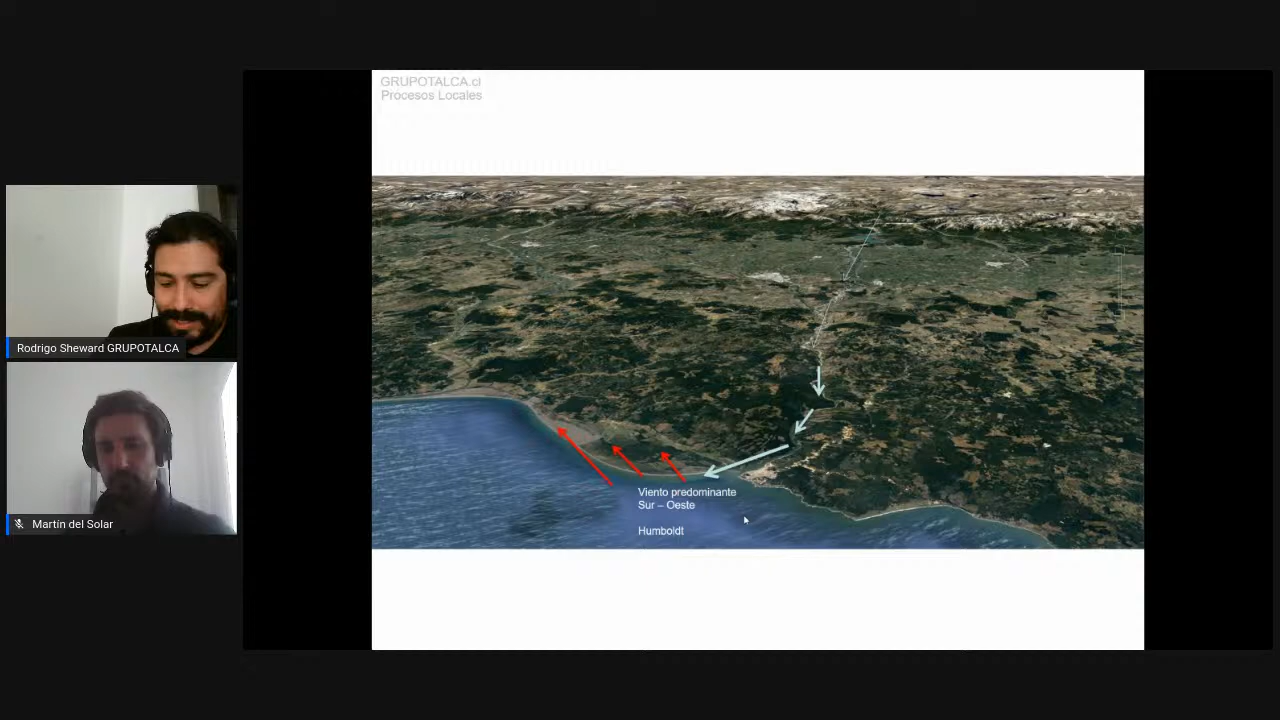 GRUPOTALCA.cl
Procesos Locales
Rodrigo Sheward GRUPOTALCA
Martín del Solar
Viento predominante
Sur – Oeste
Humboldt